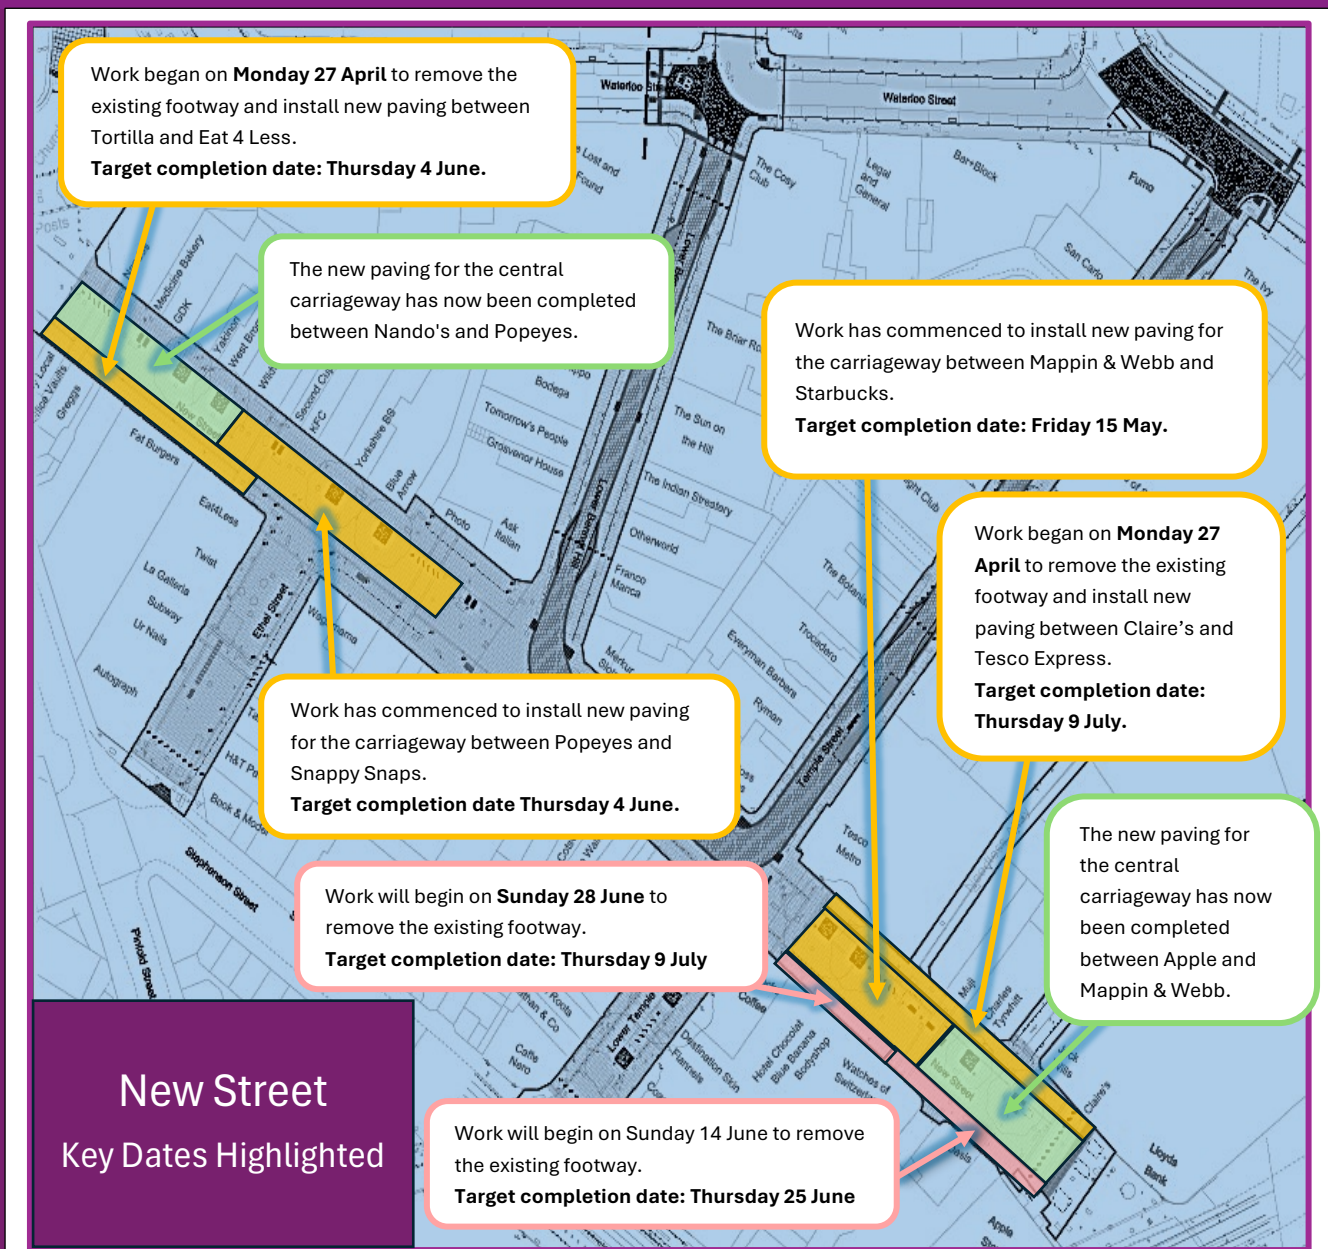 Work began on Monday 27 April to remove the
existing footway and install new paving between
Tortilla and Eat 4 Less.
Target completion date: Thursday 4 June.
The new paving for the central
carriageway has now been completed
between Nando's and Popeyes.
Work has commenced to install new paving for
the carriageway between Mappin & Webb and
Starbucks.
Target completion date: Friday 15 May.
Work began on Monday 27
April to remove the existing
footway and install new
paving between Claire’s and
Tesco Express.
Target completion date:
Thursday 9 July.
Work has commenced to install new paving
for the carriageway between Popeyes and
Snappy Snaps.
Target completion date Thursday 4 June.
The new paving for
the central
carriageway has now
been completed
between Apple and
Mappin & Webb.
Work will begin on Sunday 28 June to
remove the existing footway.
Target completion date: Thursday 9 July
Work will begin on Sunday 14 June to remove
the existing footway.
Target completion date: Thursday 25 June
New Street
Key Dates Highlighted
Waterloo Street
Lost and
Found
The Cosy
Club
Legal
and
General
Bar+Block
Fumo
San Carlo
The Ivy
Posts
Medicine Bakery
GDK
Yakinori
Second Cup
KFC
Yorkshire BS
Blue
Arrow
Photo
Ask
Italian
Greggs
Fat Burgers
Eat4Less
Twist
La Galleria
Subway
Ur Nails
Autograph
Ethel Street
Wagamama
New Street
Bodega
Tomorrow's People
Grosvenor House
Lower Bennet Hill
The Sun on
the Hill
The Indian Streetery
Otherworld
Franco
Manca
Merkur
The Botanist
Trocadero
Everyman Barbers
Ryman
Temple Street
Tesco
Metro
Stephenson Street
Pinfold Street
Caffe
Nero
Lower Temple
Destination Skin
Flannels
Coffee
Hotel Chocolat
Blue Banana
Bodyshop
Watches of
Switzerland
New Street
Muji
Charles
Tyrwhitt
Claire's
Lloyds
Bank
Apple